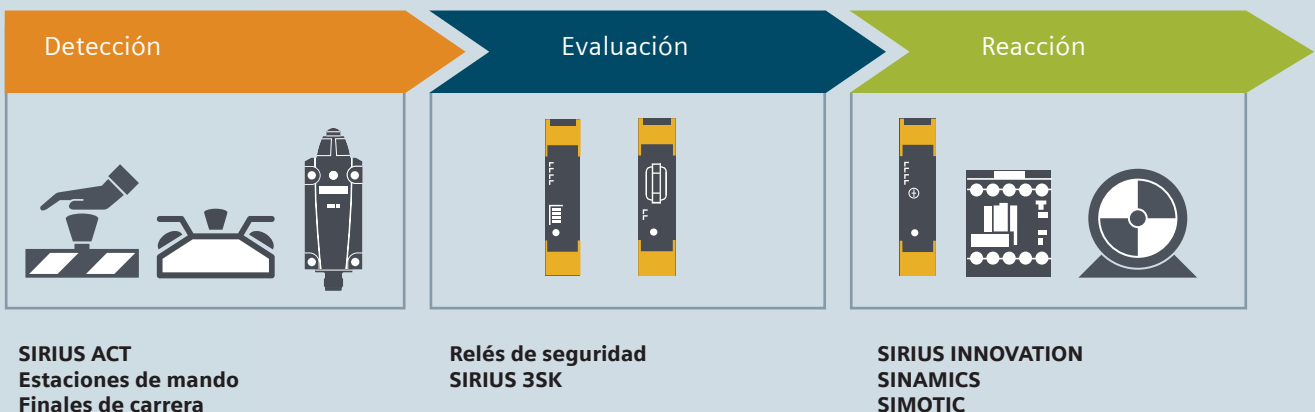 Detección
Evaluación
Reacción
SIRIUS ACT
Estaciones de mando
Finales de carrera
Relés de seguridad
SIRIUS 3SK
SIRIUS INNOVATION
SINAMICS
SIMOTIC